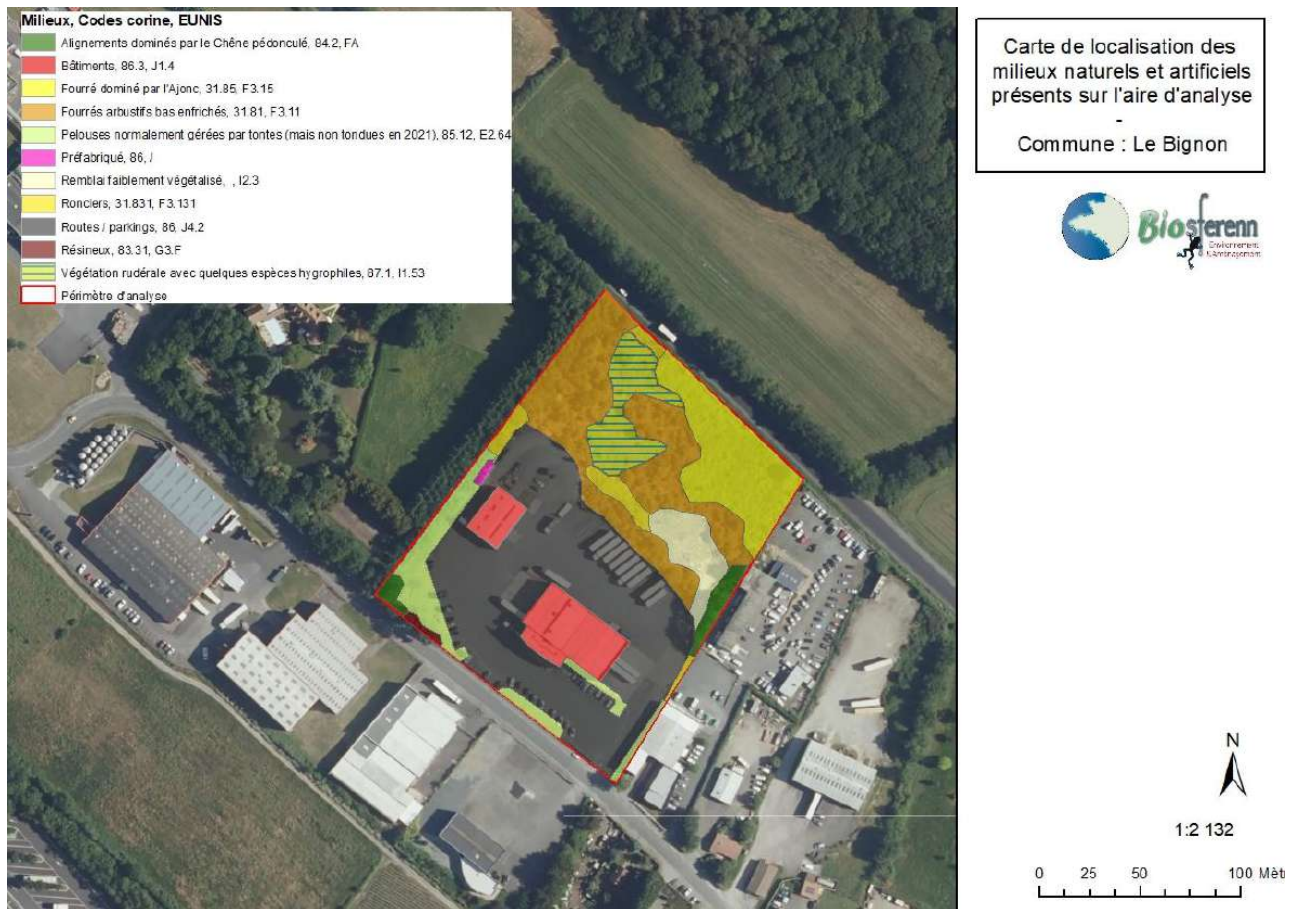 Milieux, Codes corine, EUNIS
Alignements dominés par le Chêne pédonculé, 84.2, FA
Bâtiments, 86.3, J1.4
Fourré dominé par l'Ajonc, 31.85, F3.15
Fourrés arbustifs bas enfrichés, 31.81, F3.11
Pelouses normalement gérées par tontes (mais non tondues en 2021), 85.12, E2.64
Préfabriqué, 86, J
Remblai faiblement végétalisé, , I2.3
Ronciers, 31.831, F3.131
Routes / parkings, 86, J4.2
Résineux, 83.31, G3.F
Végétation rudérale avec quelques espèces hygrophiles, 87.1, I1.53
Périmètre d'analyse
Carte de localisation des
milieux naturels et artificiels
présents sur l'aire d'analyse
-
Commune : Le Bignon
Biosferenn
Environnement
& Aménagement
N
1:2 132
0 25 50 100 Mèt